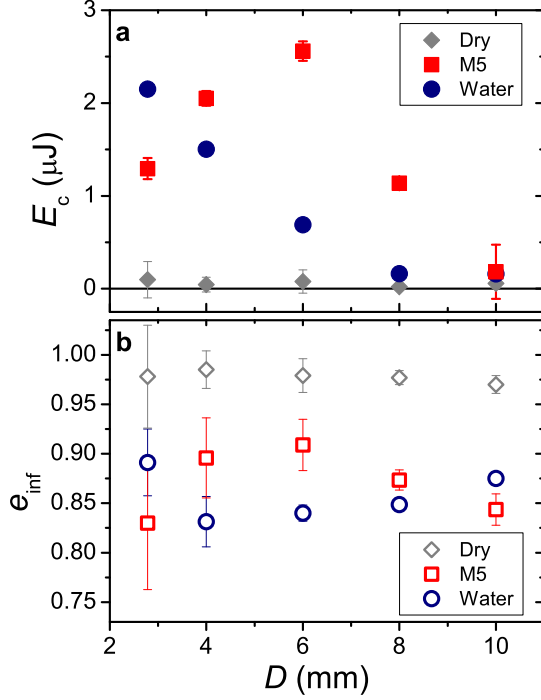 a
3
2
1
0
E_c (μJ)
Dry
M5
Water
b
1.00
0.95
0.90
0.85
0.80
0.75
e_inf
Dry
M5
Water
2 4 6 8 10
D (mm)